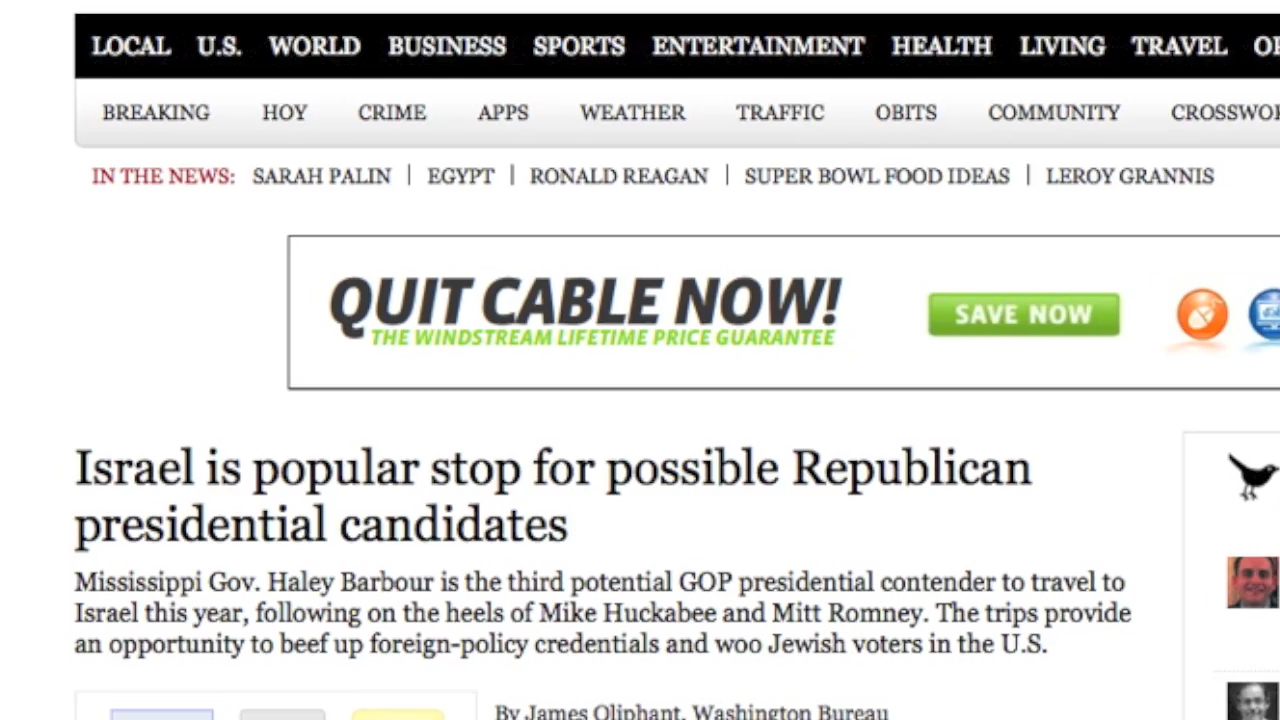 LOCAL U.S. WORLD BUSINESS SPORTS ENTERTAINMENT HEALTH LIVING TRAVEL
BREAKING HOY CRIME APPS WEATHER TRAFFIC OBITS COMMUNITY
IN THE NEWS: SARAH PALIN | EGYPT | RONALD REAGAN | SUPER BOWL FOOD IDEAS | LEROY GRANNIS
QUIT CABLE NOW!
THE WINDSTREAM LIFETIME PRICE GUARANTEE
SAVE NOW
Israel is popular stop for possible Republican
presidential candidates
Mississippi Gov. Haley Barbour is the third potential GOP presidential contender to travel to
Israel this year, following on the heels of Mike Huckabee and Mitt Romney. The trips provide
an opportunity to beef up foreign-policy credentials and woo Jewish voters in the U.S.
By James Oliphant, Washington Bureau